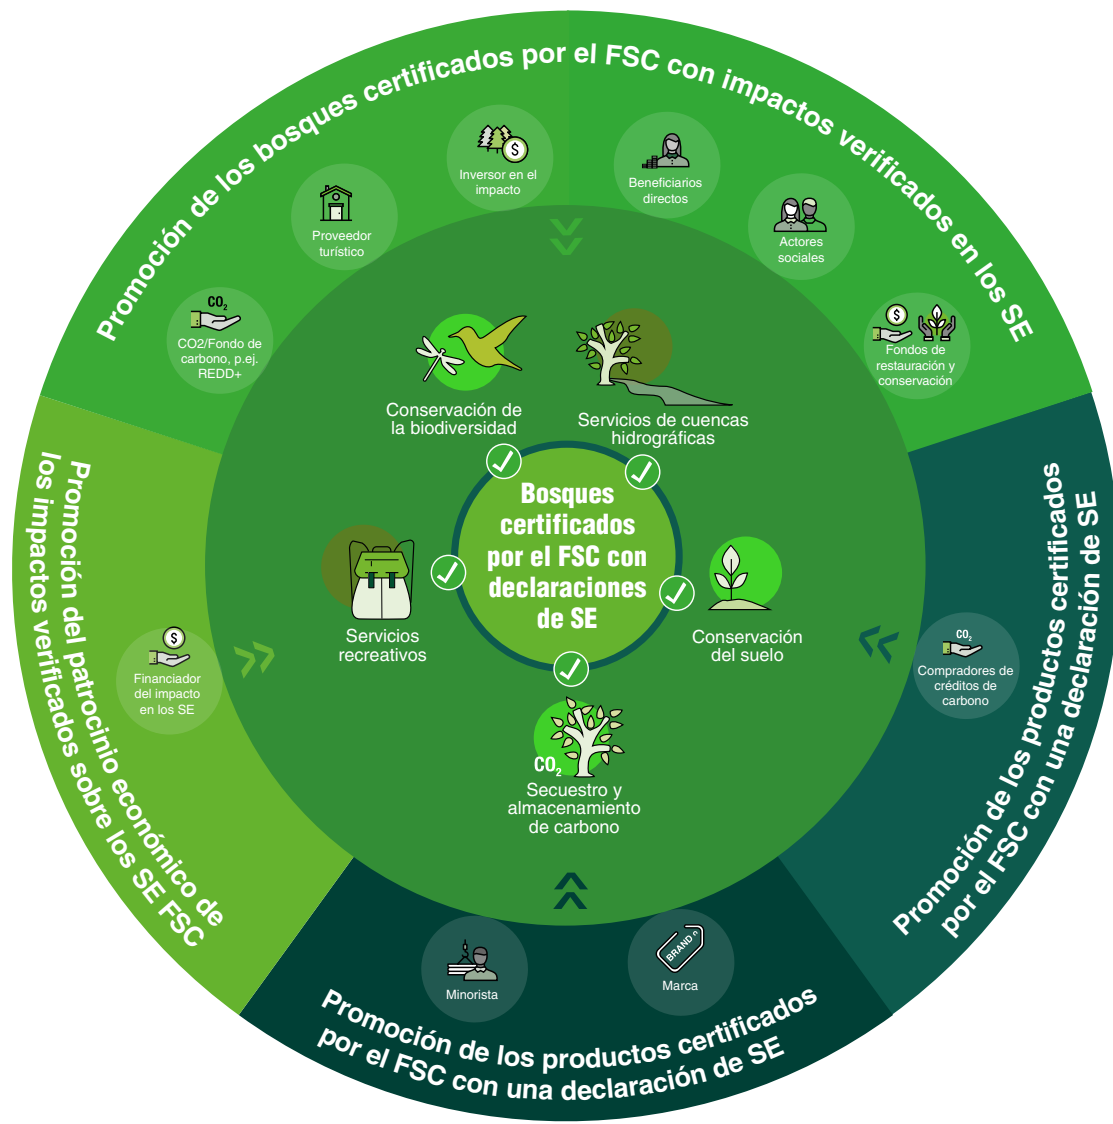 Promoción de los bosques certificados por el FSC con impactos verificados en los SE
Inversor en el
impacto
Beneficiarios
directos
Proveedor
turístico
Actores
sociales
CO₂
CO2/Fondo de
carbono, p.ej.
REDD+
Fondos de
restauración y
conservación
Conservación de
la biodiversidad
Servicios de cuencas
hidrográficas
Bosques
certificados
por el FSC con
declaraciones
de SE
Servicios
recreativos
Conservación
del suelo
CO₂
Secuestro y
almacenamiento
de carbono
Promoción del patrocinio económico de
los impactos verificados sobre los SE FSC
Financiador
del impacto
en los SE
Promoción de los productos certificados
por el FSC con una declaración de SE
CO₂
Compradores de
créditos de
carbono
Minorista
BRAND
Marca
Promoción de los productos certificados
por el FSC con una declaración de SE